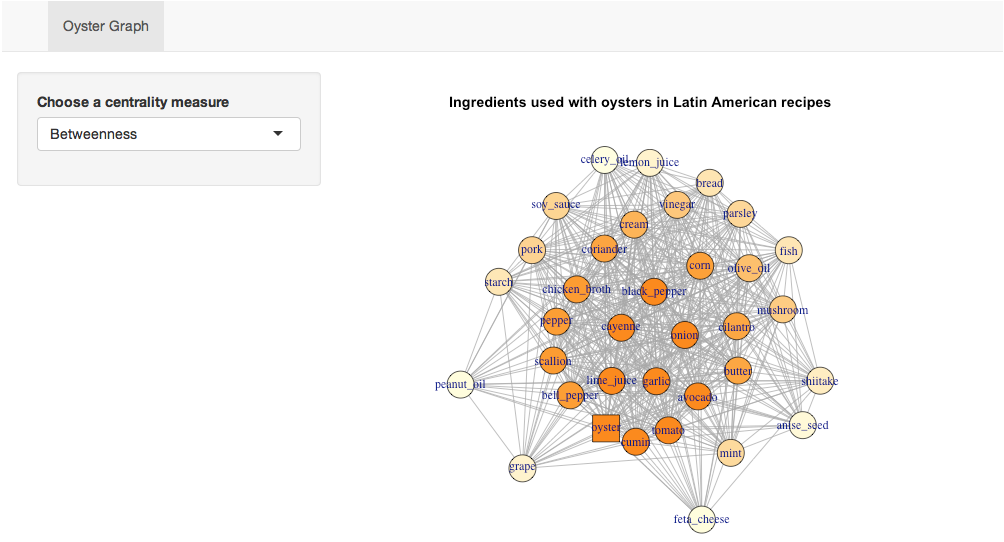 Oyster Graph
Choose a centrality measure
Betweenness
Ingredients used with oysters in Latin American recipes
celery_oil
lemon_juice
bread
soy_sauce
vinegar
parsley
cream
pork
coriander
fish
corn
olive_oil
starch
chicken_broth
black_pepper
mushroom
pepper
cayenne
onion
cilantro
scallion
butter
peanut_oil
lime_juice
garlic
shiitake
bell_pepper
avocado
oyster
tomato
anise_seed
cumin
mint
grape
feta_cheese